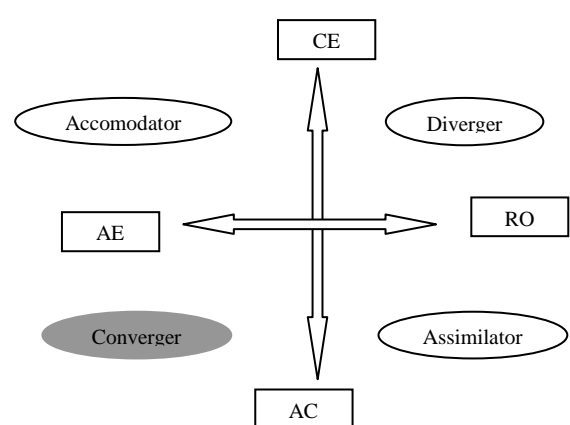 CE
Accomodator
Diverger
AE
RO
Converger
Assimilator
AC